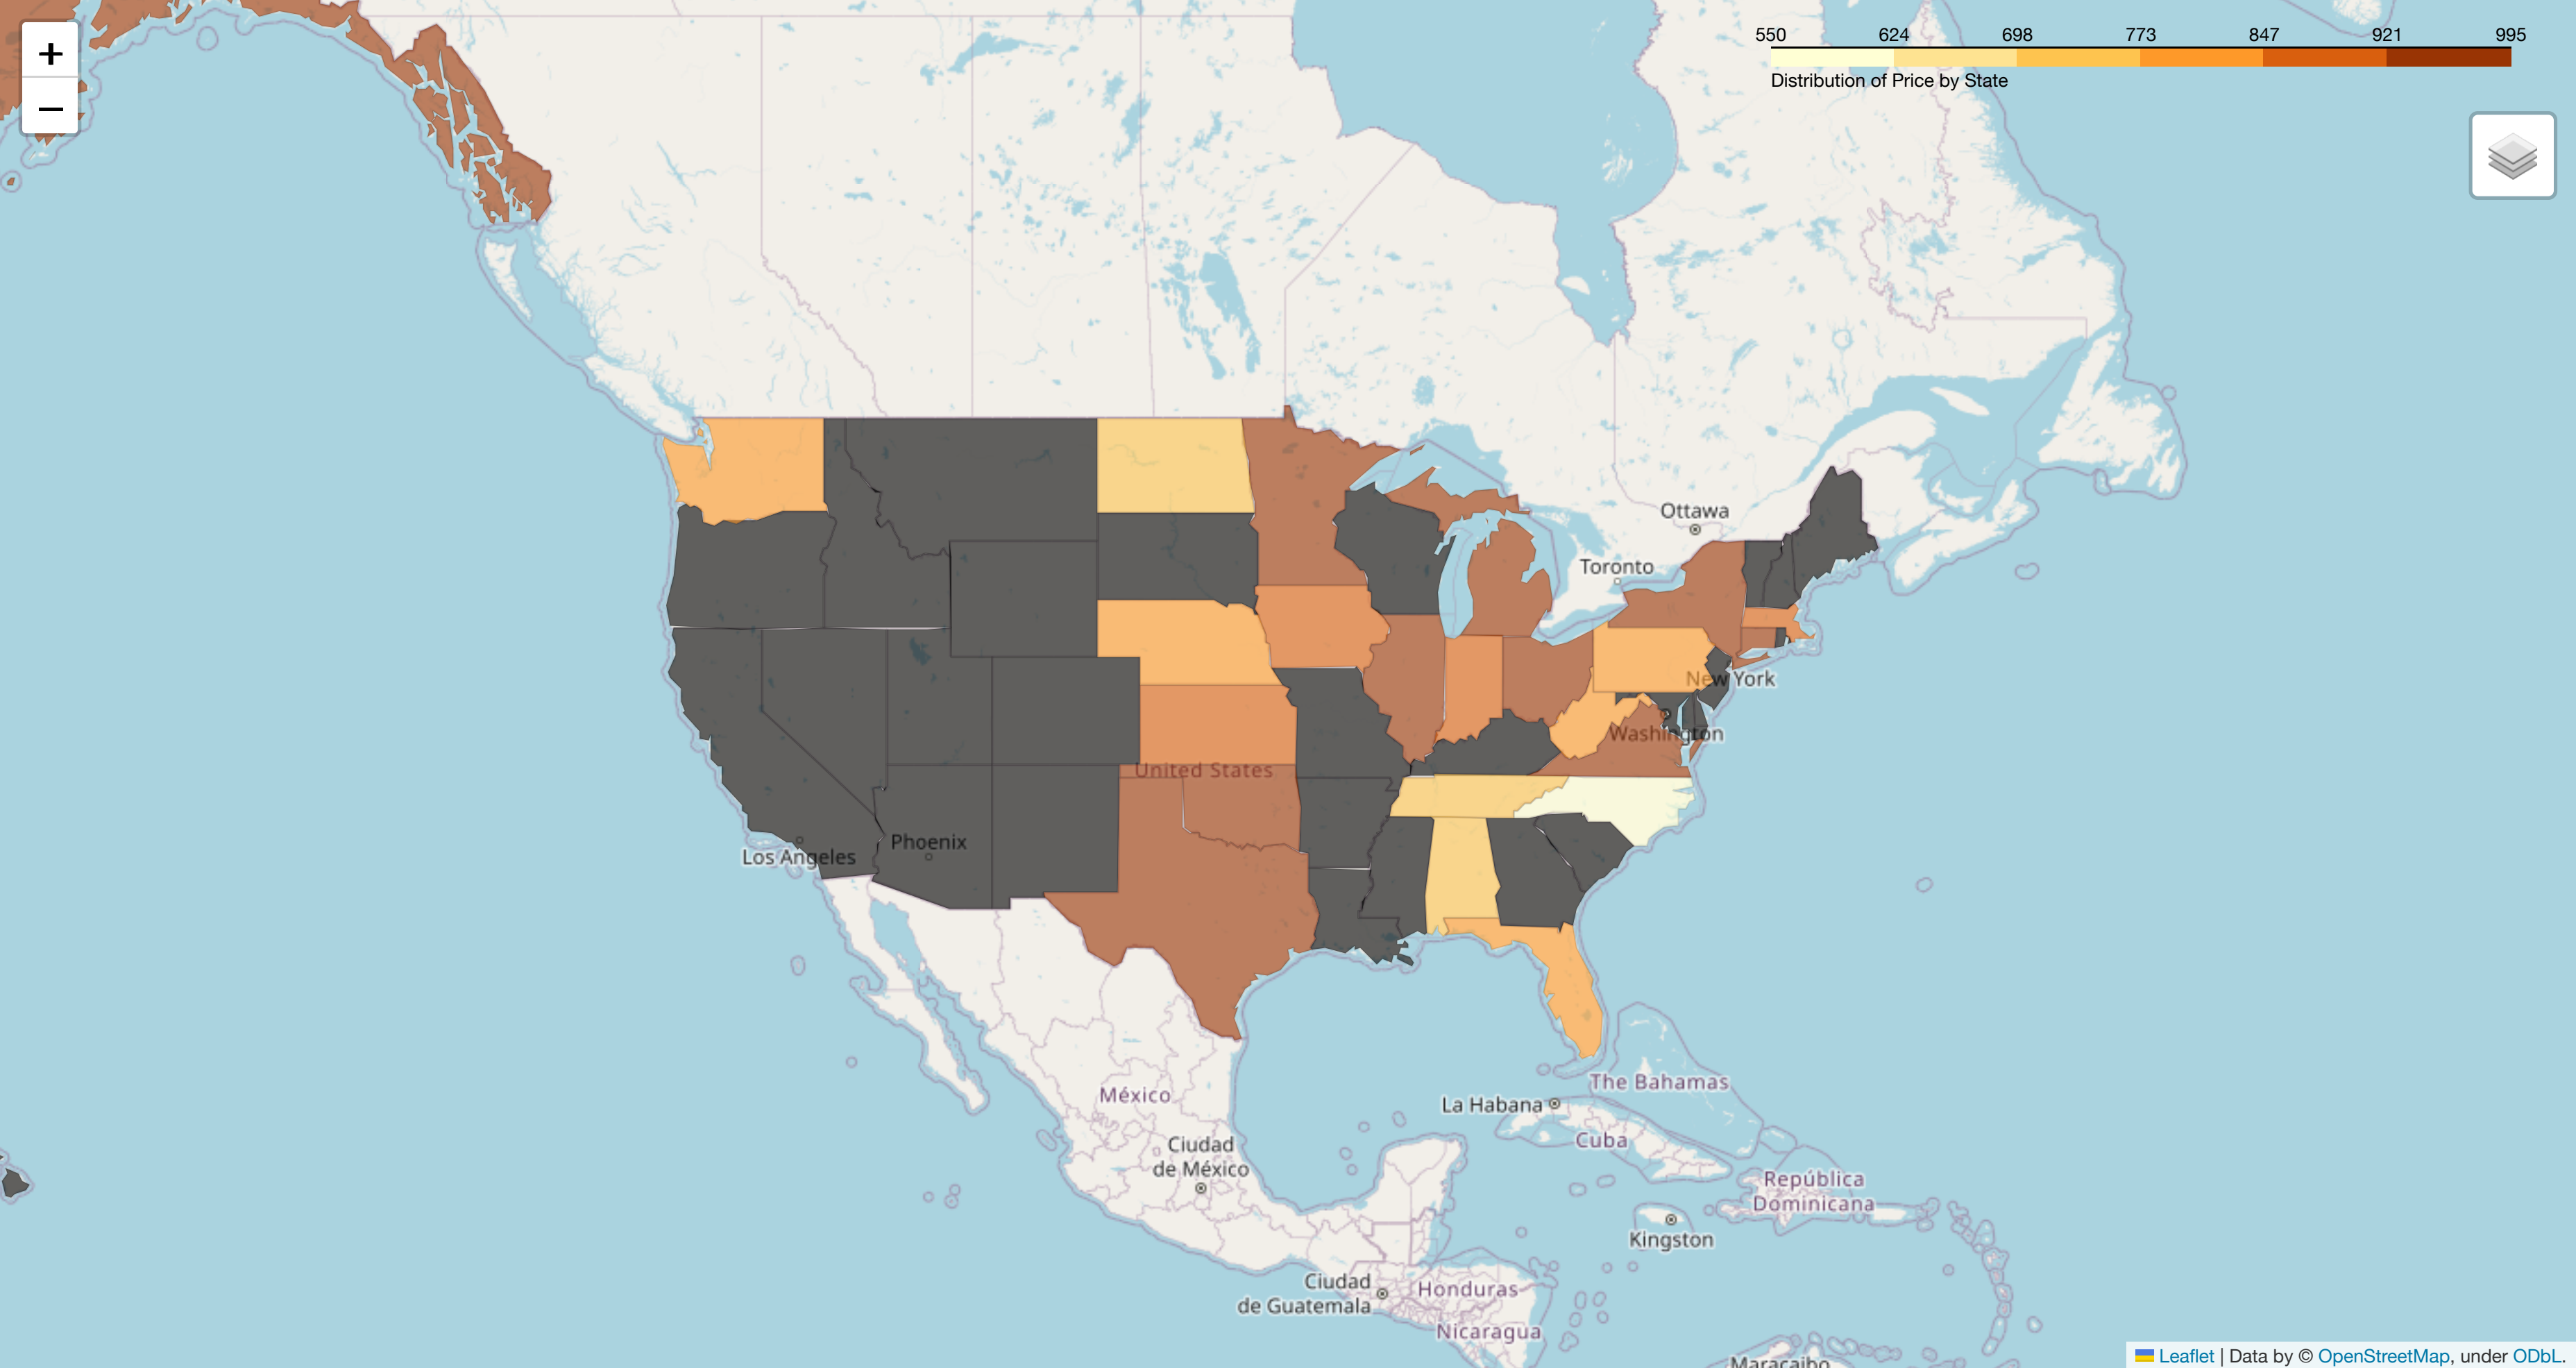 +
−
550 624 698 773 847 921 995
Distribution of Price by State
Ottawa
Toronto
New York
Washington
United States
Phoenix
Los Angeles
México
The Bahamas
La Habana
Cuba
Ciudad
de México
República
Dominicana
Kingston
Ciudad
de Guatemala
Honduras
Nicaragua
Maracaibo
Leaflet | Data by © OpenStreetMap, under ODbL.